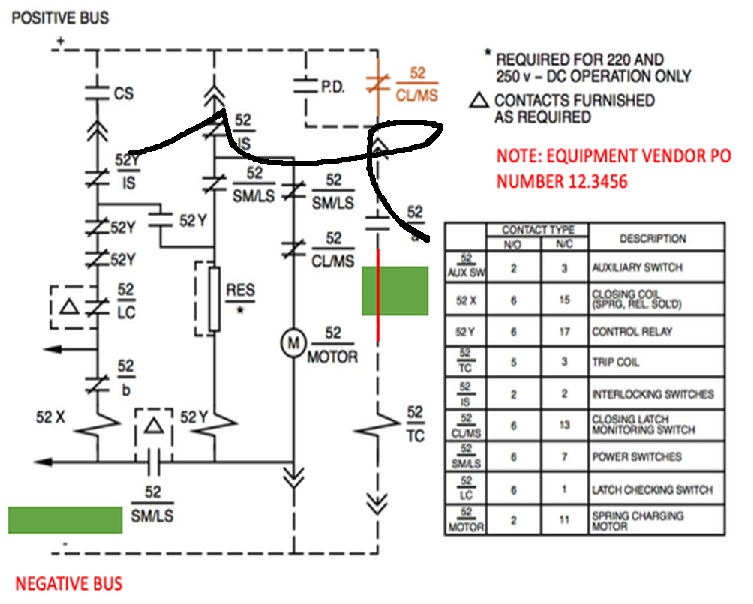 POSITIVE BUS
+
CS
P.D.
52
CL/MS
* REQUIRED FOR 220 AND
250 v – DC OPERATION ONLY
△ CONTACTS FURNISHED
AS REQUIRED
NOTE: EQUIPMENT VENDOR PO
NUMBER 12.3456
52
IS
52Y
IS
52
SM/LS
52
SM/LS
52
a
52Y
52Y
52Y
52
CL/MS
RES
*
△
52
LC
M
52
MOTOR
52
b
52 X
△
52Y
52
TC
52
SM/LS
-
NEGATIVE BUS
CONTACT TYPE
N/O N/C DESCRIPTION
52
AUX SW 2 3 AUXILIARY SWITCH
52 X 6 15 CLOSING COIL
(SPRG, REL. SOL'D)
52Y 6 17 CONTROL RELAY
52
TC 5 3 TRIP COIL
52
IS 2 2 INTERLOCKING SWITCHES
52
CL/MS 6 13 CLOSING LATCH
MONITORING SWITCH
52
SM/LS 6 7 POWER SWITCHES
52
LC 6 1 LATCH CHECKING SWITCH
52
MOTOR 2 11 SPRING CHARGING
MOTOR